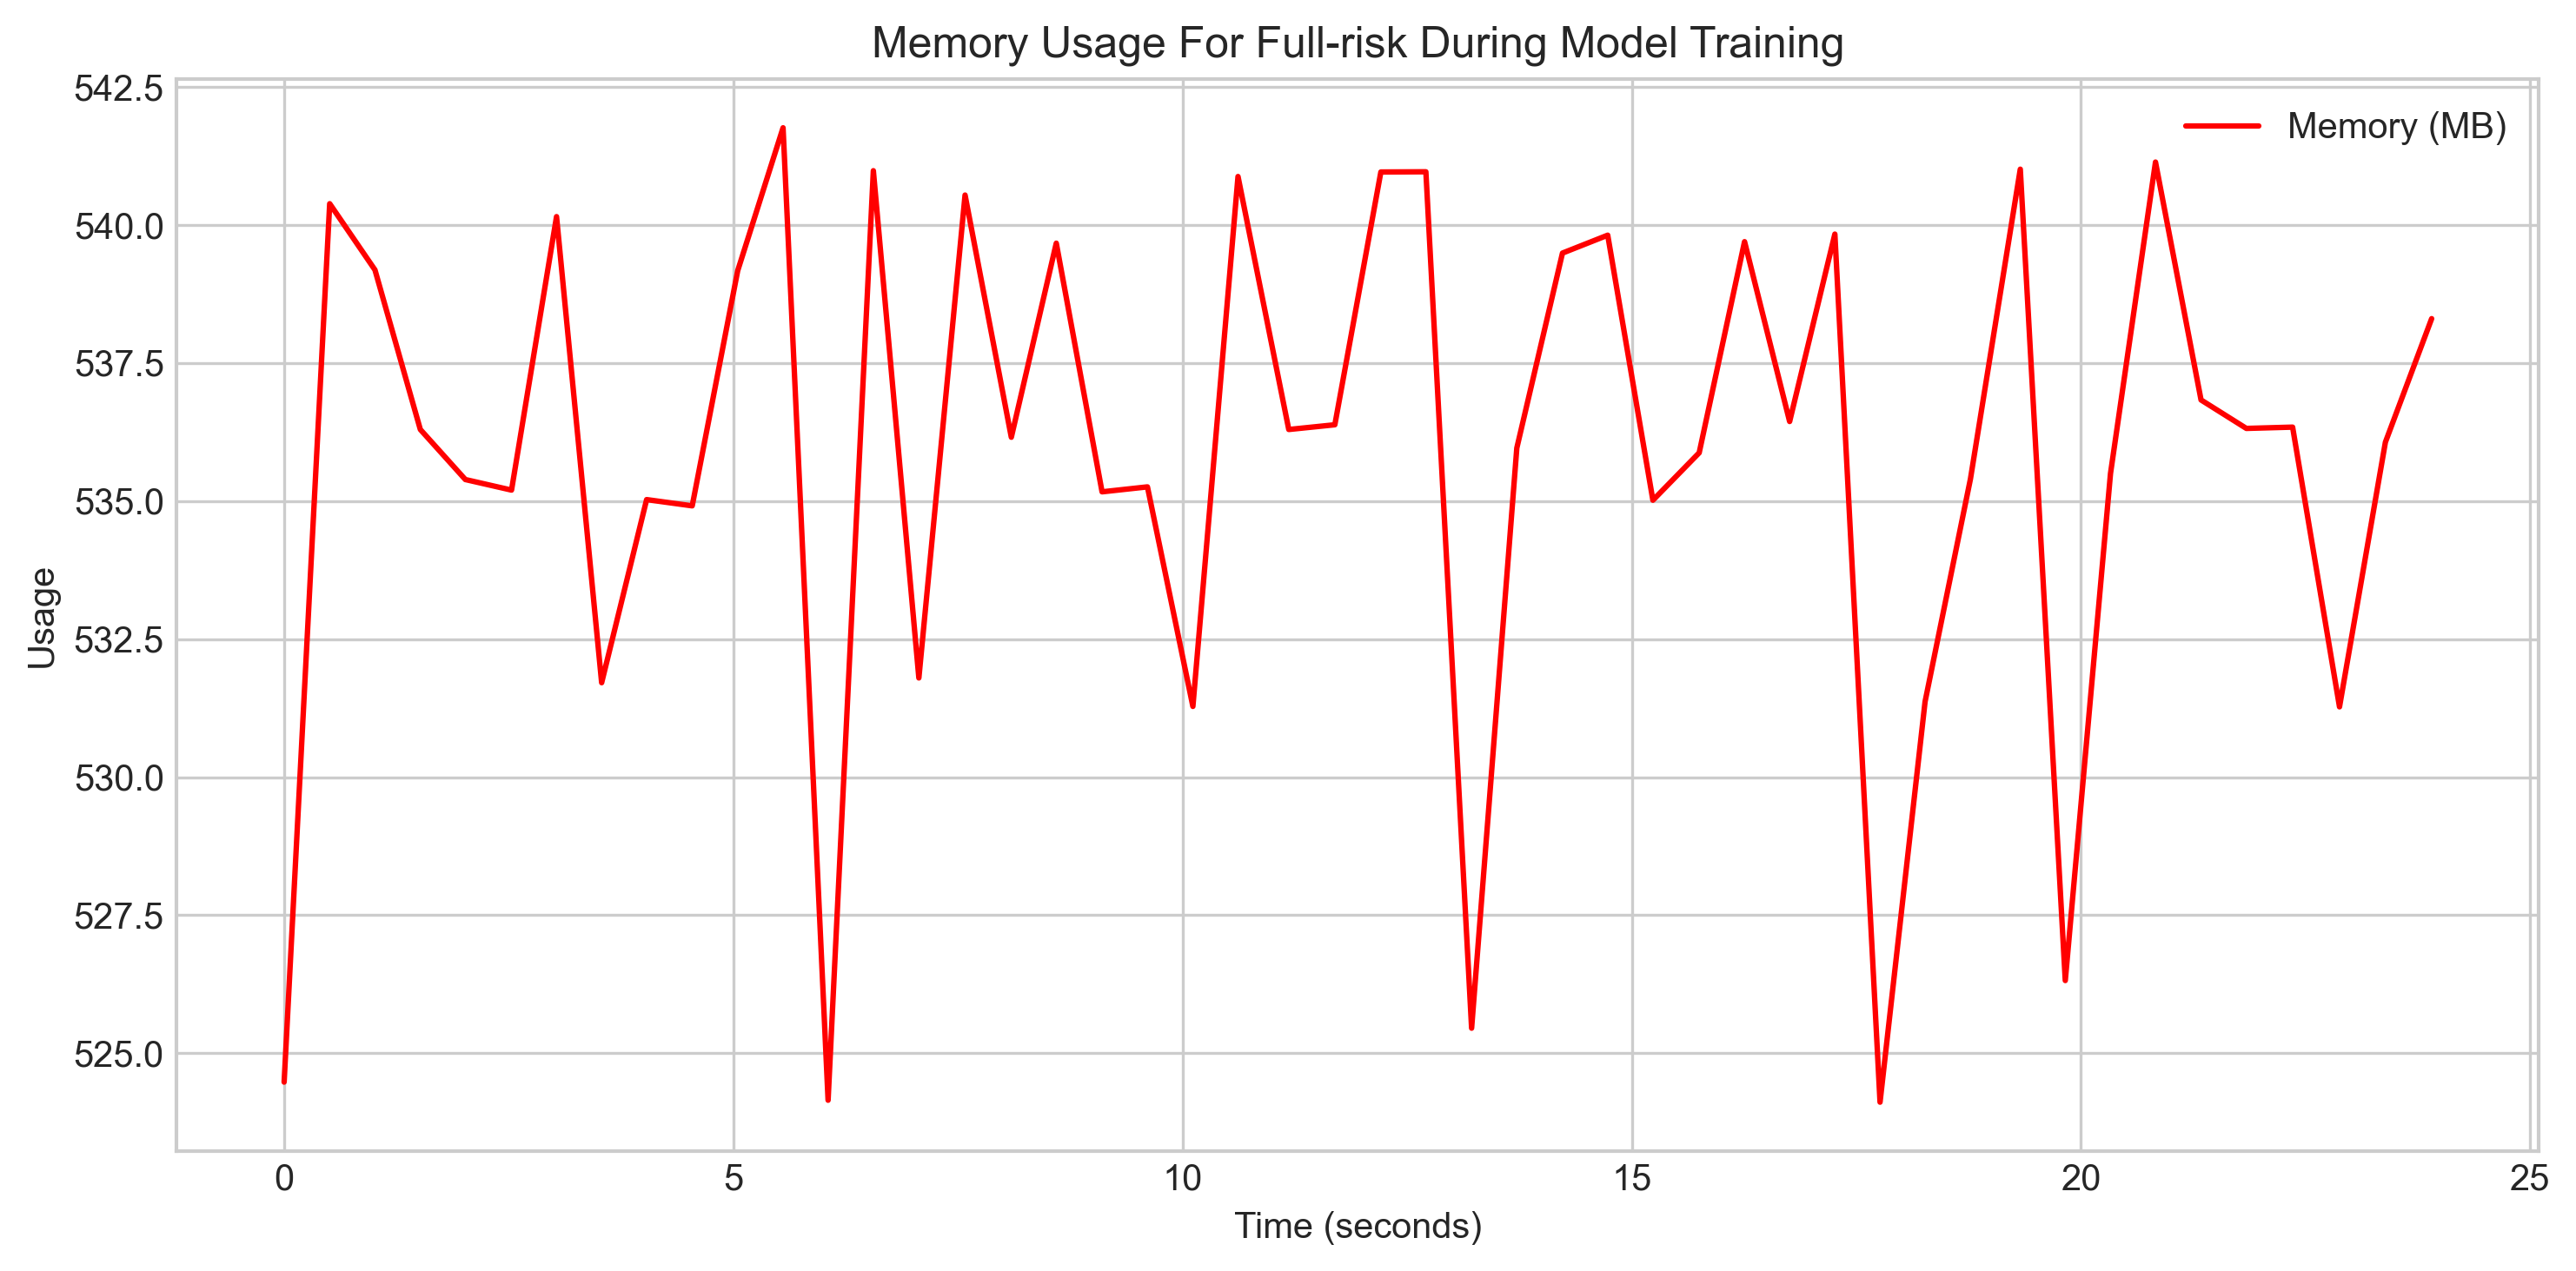 Memory Usage For Full-risk During Model Training
Memory (MB)
542.5
540.0
537.5
535.0
532.5
530.0
527.5
525.0
Usage
0 5 10 15 20 25
Time (seconds)